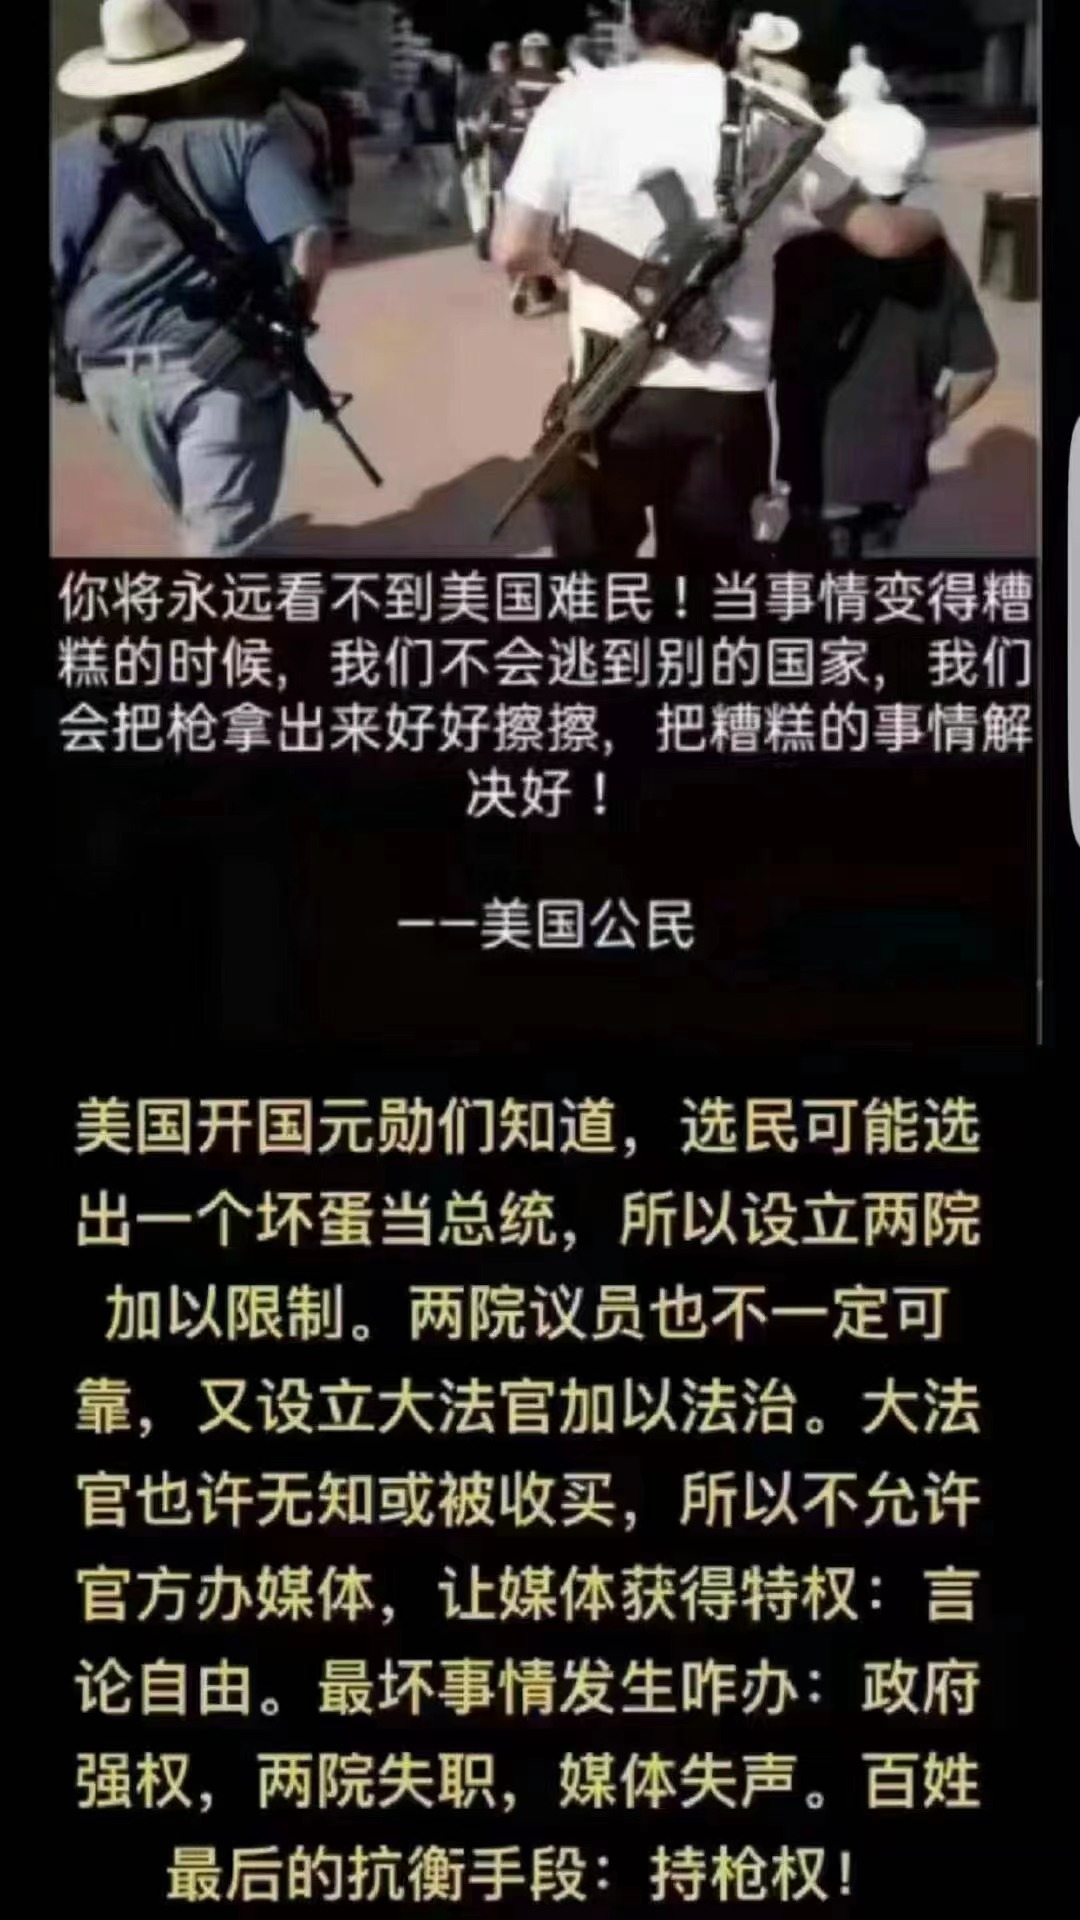 你将永远看不到美国难民！当事情变得糟
糕的时候，我们不会逃到别的国家，我们
会把枪拿出来好好擦擦，把糟糕的事情解
决好！
——美国公民
美国开国元勋们知道，选民可能选
出一个坏蛋当总统，所以设立两院
加以限制。两院议员也不一定可
靠，又设立大法官加以法治。大法
官也许无知或被收买，所以不允许
官方办媒体，让媒体获得特权：言
论自由。最坏事情发生咋办：政府
强权，两院失职，媒体失声。百姓
最后的抗衡手段：持枪权！